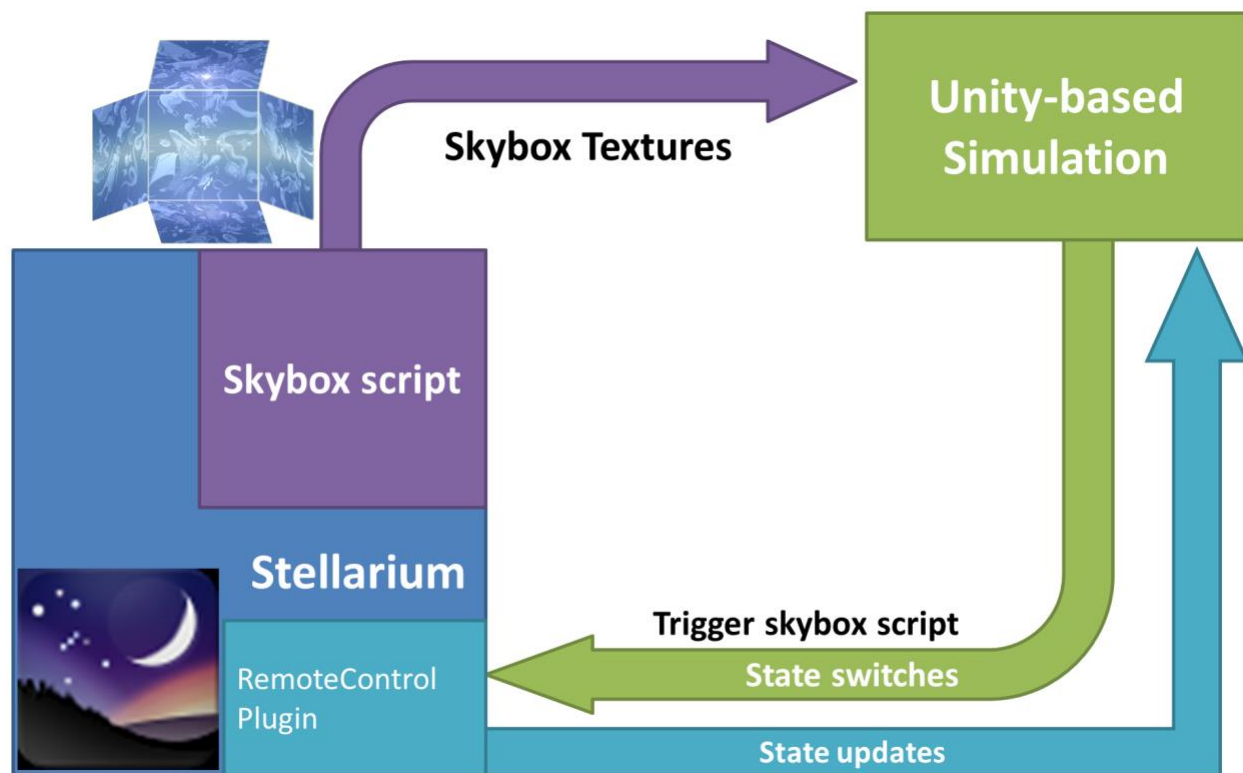 Unity-based
Simulation
Skybox Textures
Skybox script
Stellarium
Trigger skybox script
State switches
RemoteControl
Plugin
State updates